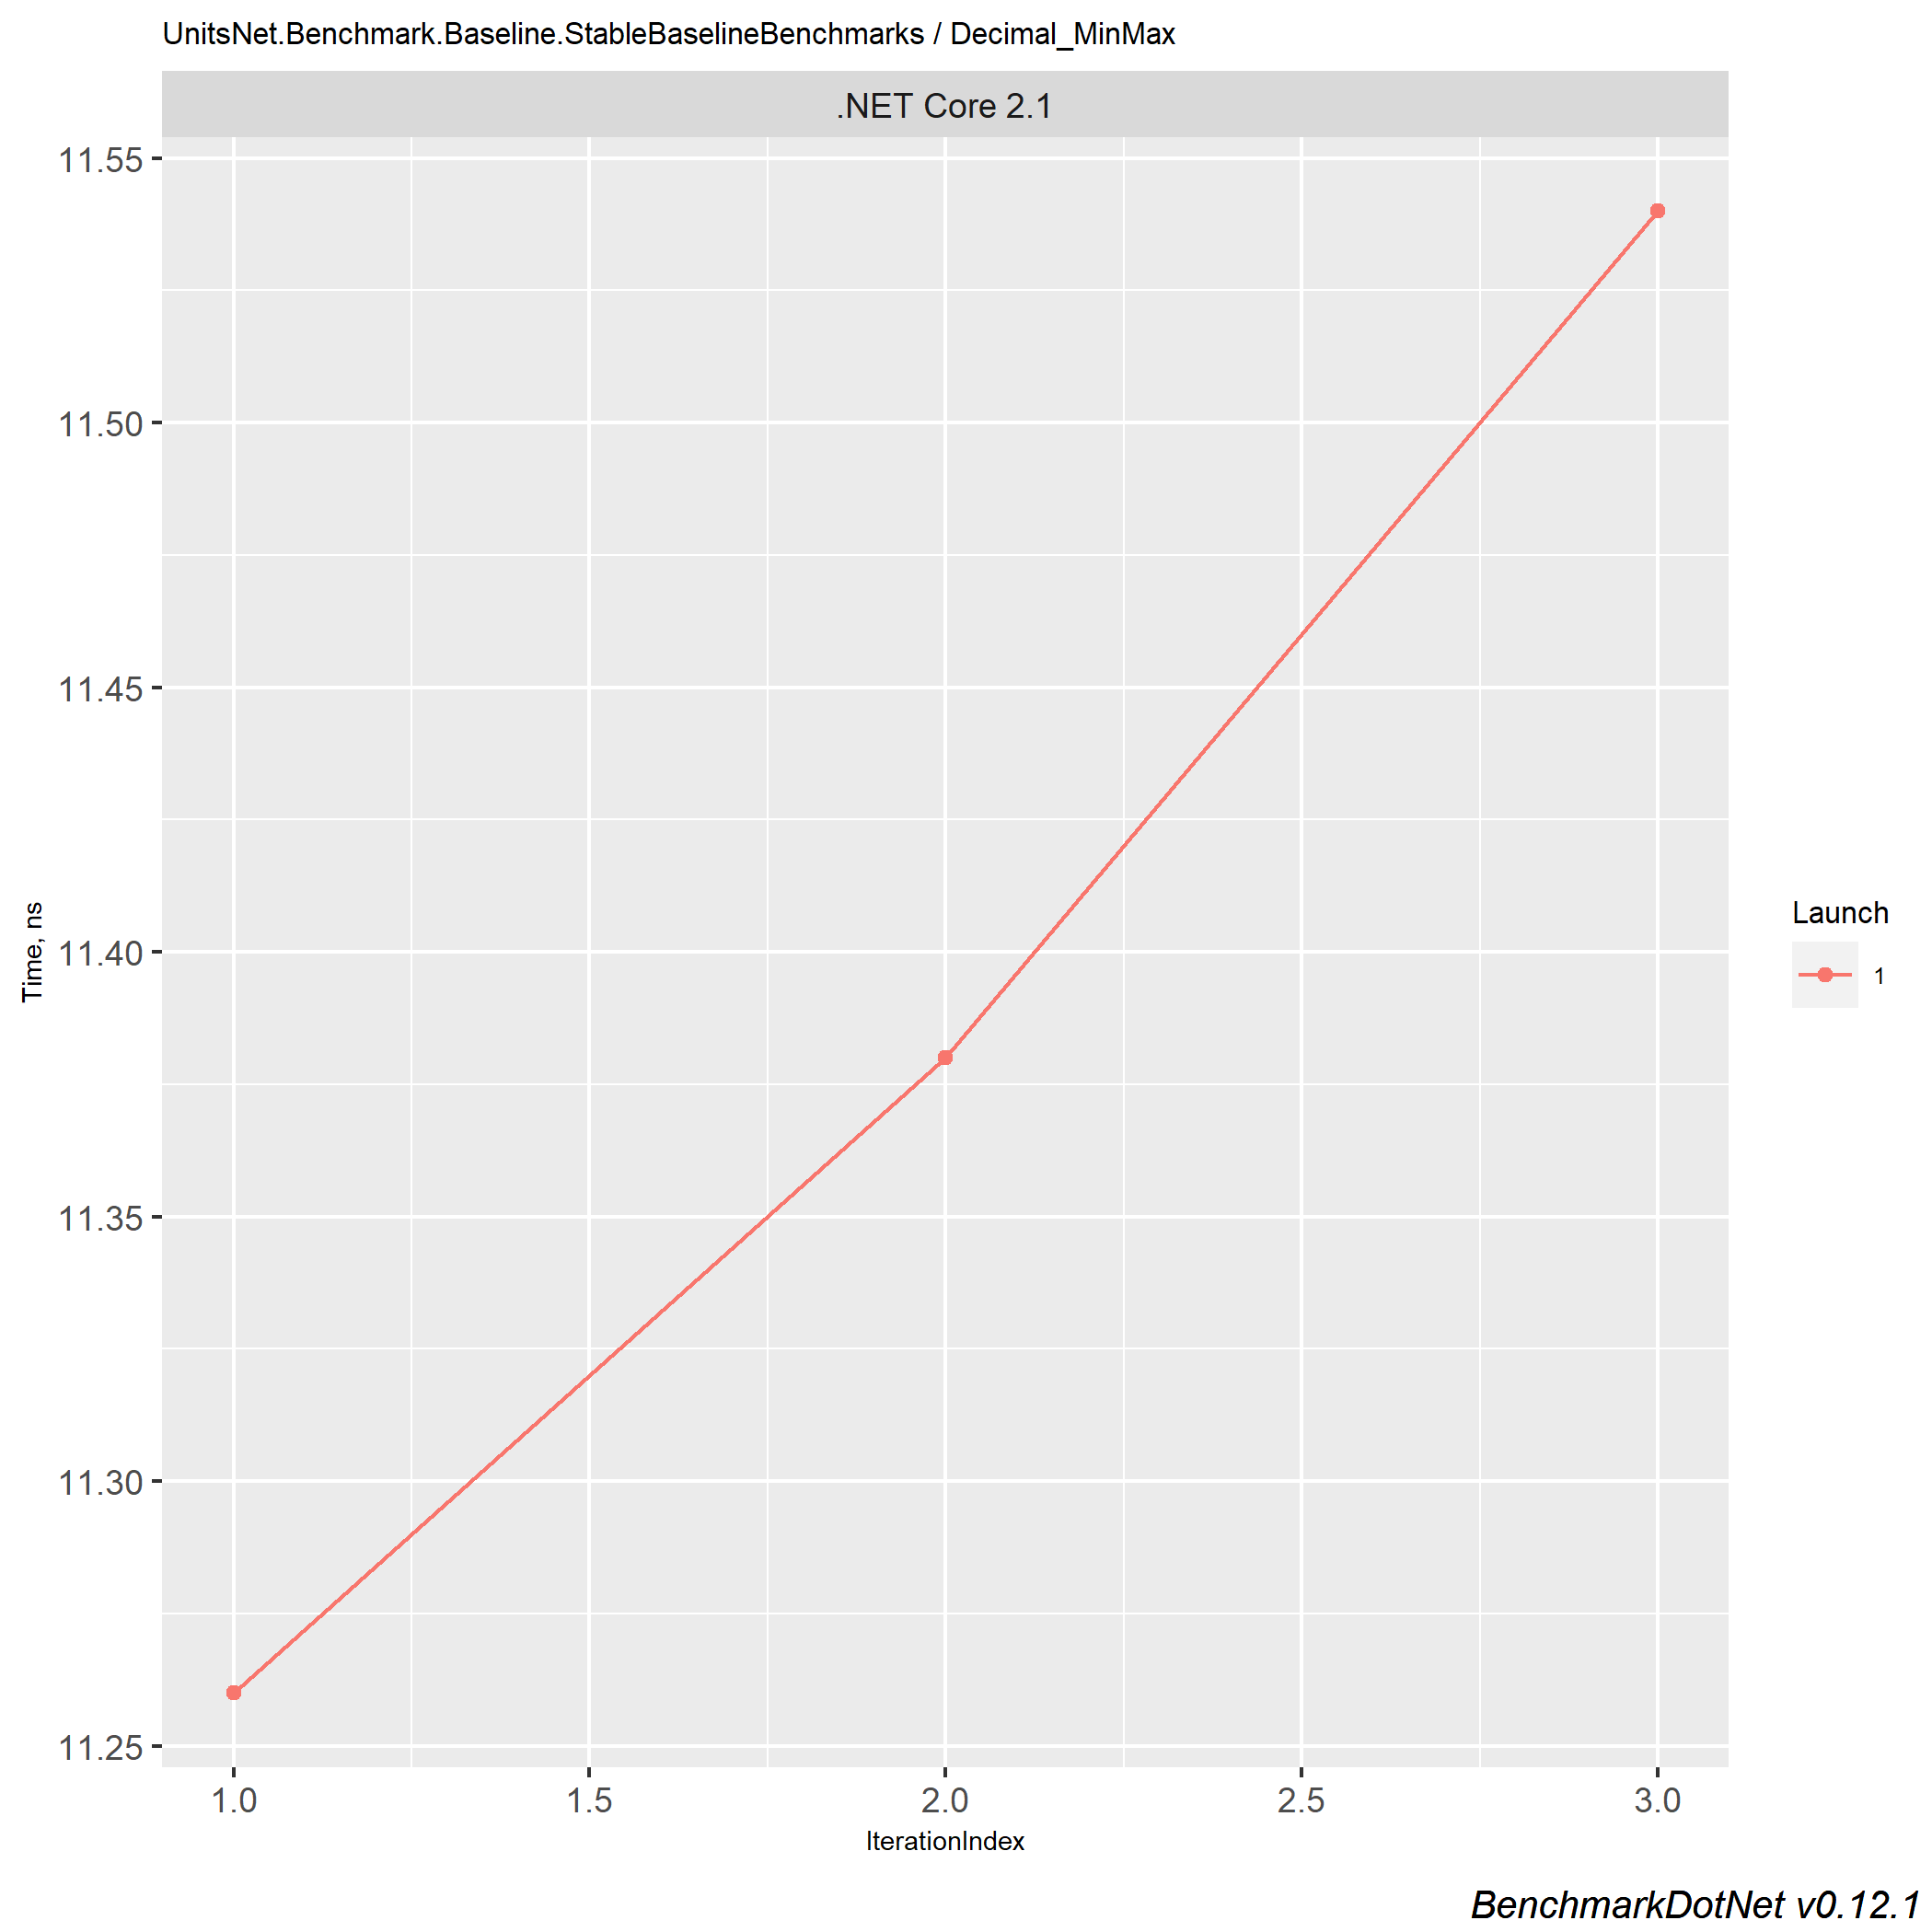 UnitsNet.Benchmark.Baseline.StableBaselineBenchmarks / Decimal_MinMax
.NET Core 2.1
11.55
11.50
11.45
11.40
11.35
11.30
11.25
Time, ns
1.0 1.5 2.0 2.5 3.0
IterationIndex
Launch
1
BenchmarkDotNet v0.12.1